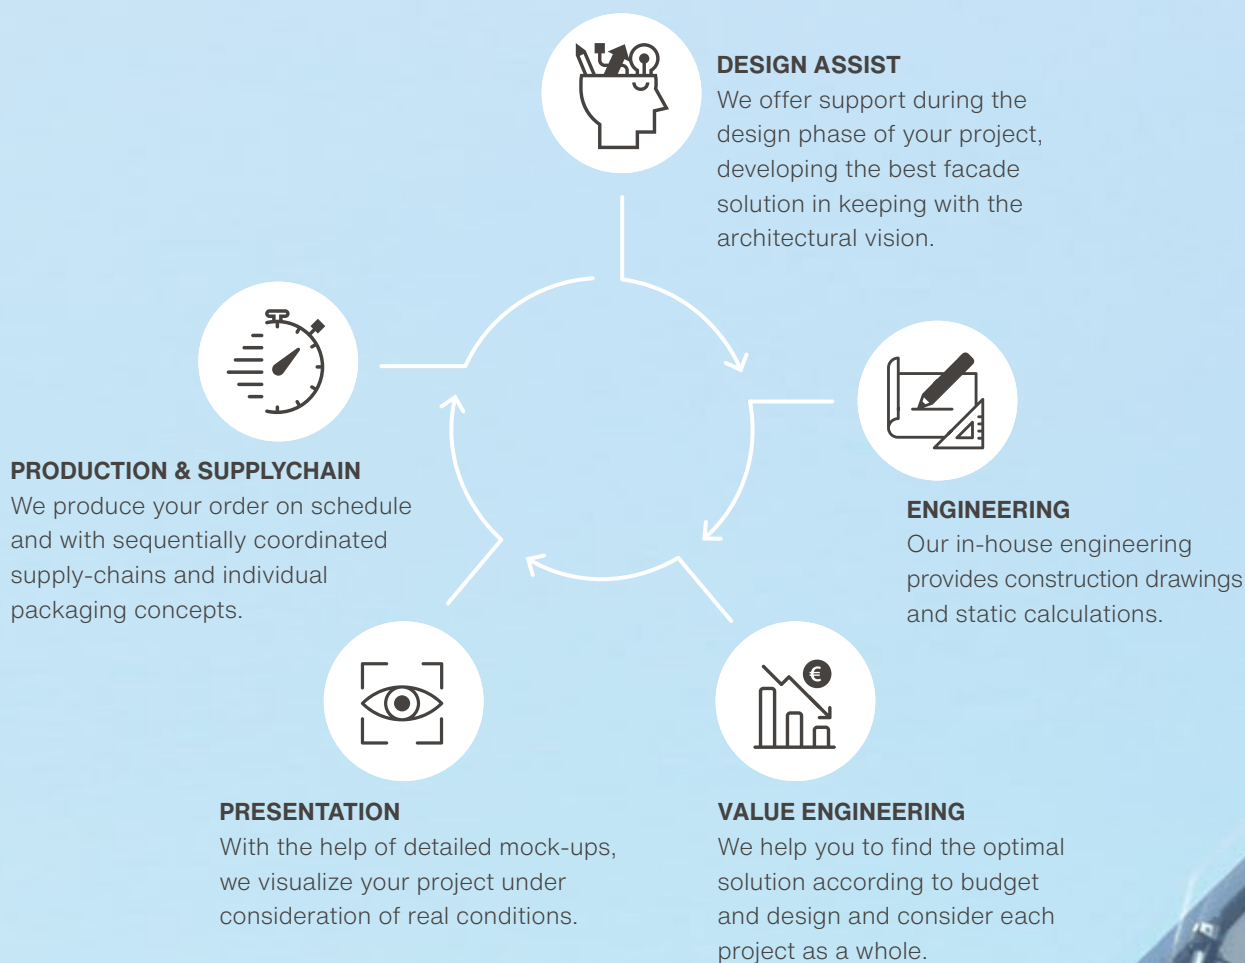 DESIGN ASSIST
We offer support during the
design phase of your project,
developing the best facade
solution in keeping with the
architectural vision.
ENGINEERING
Our in-house engineering
provides construction drawings
and static calculations.
€
VALUE ENGINEERING
We help you to find the optimal
solution according to budget
and design and consider each
project as a whole.
PRESENTATION
With the help of detailed mock-ups,
we visualize your project under
consideration of real conditions.
PRODUCTION & SUPPLYCHAIN
We produce your order on schedule
and with sequentially coordinated
supply-chains and individual
packaging concepts.